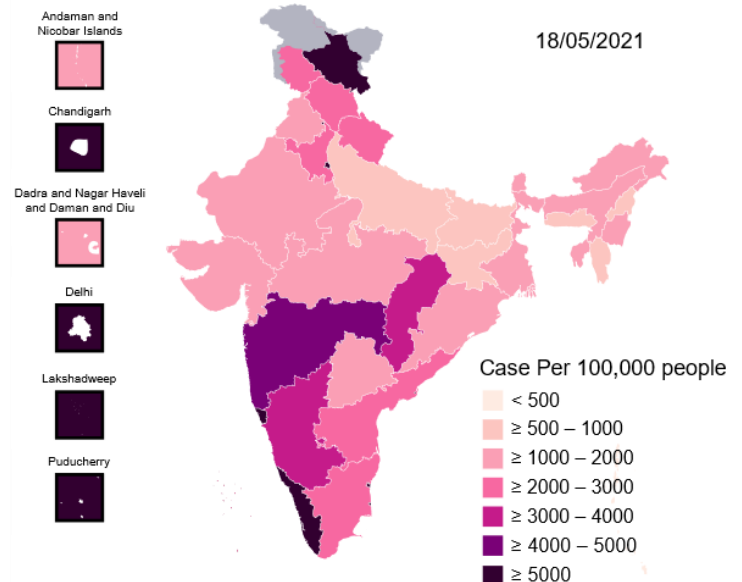 Andaman and
Nicobar Islands
18/05/2021
Chandigarh
Dadra and Nagar Haveli
and Daman and Diu
Delhi
Lakshadweep
Puducherry
Case Per 100,000 people
< 500
≥ 500 – 1000
≥ 1000 – 2000
≥ 2000 – 3000
≥ 3000 – 4000
≥ 4000 – 5000
≥ 5000